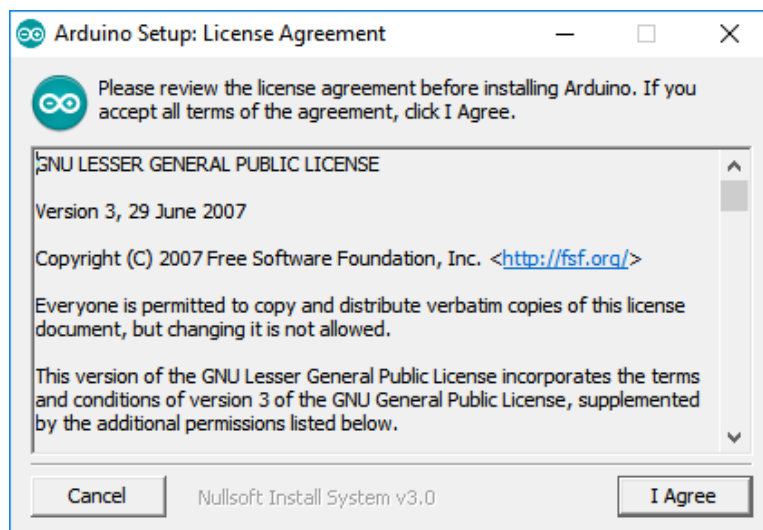 Arduino Setup: License Agreement
Please review the license agreement before installing Arduino. If you
accept all terms of the agreement, click I Agree.
GNU LESSER GENERAL PUBLIC LICENSE
Version 3, 29 June 2007
Copyright (C) 2007 Free Software Foundation, Inc. <http://fsf.org/>
Everyone is permitted to copy and distribute verbatim copies of this license
document, but changing it is not allowed.
This version of the GNU Lesser General Public License incorporates the terms
and conditions of version 3 of the GNU General Public License, supplemented
by the additional permissions listed below.
Cancel
Nullsoft Install System v3.0
I Agree